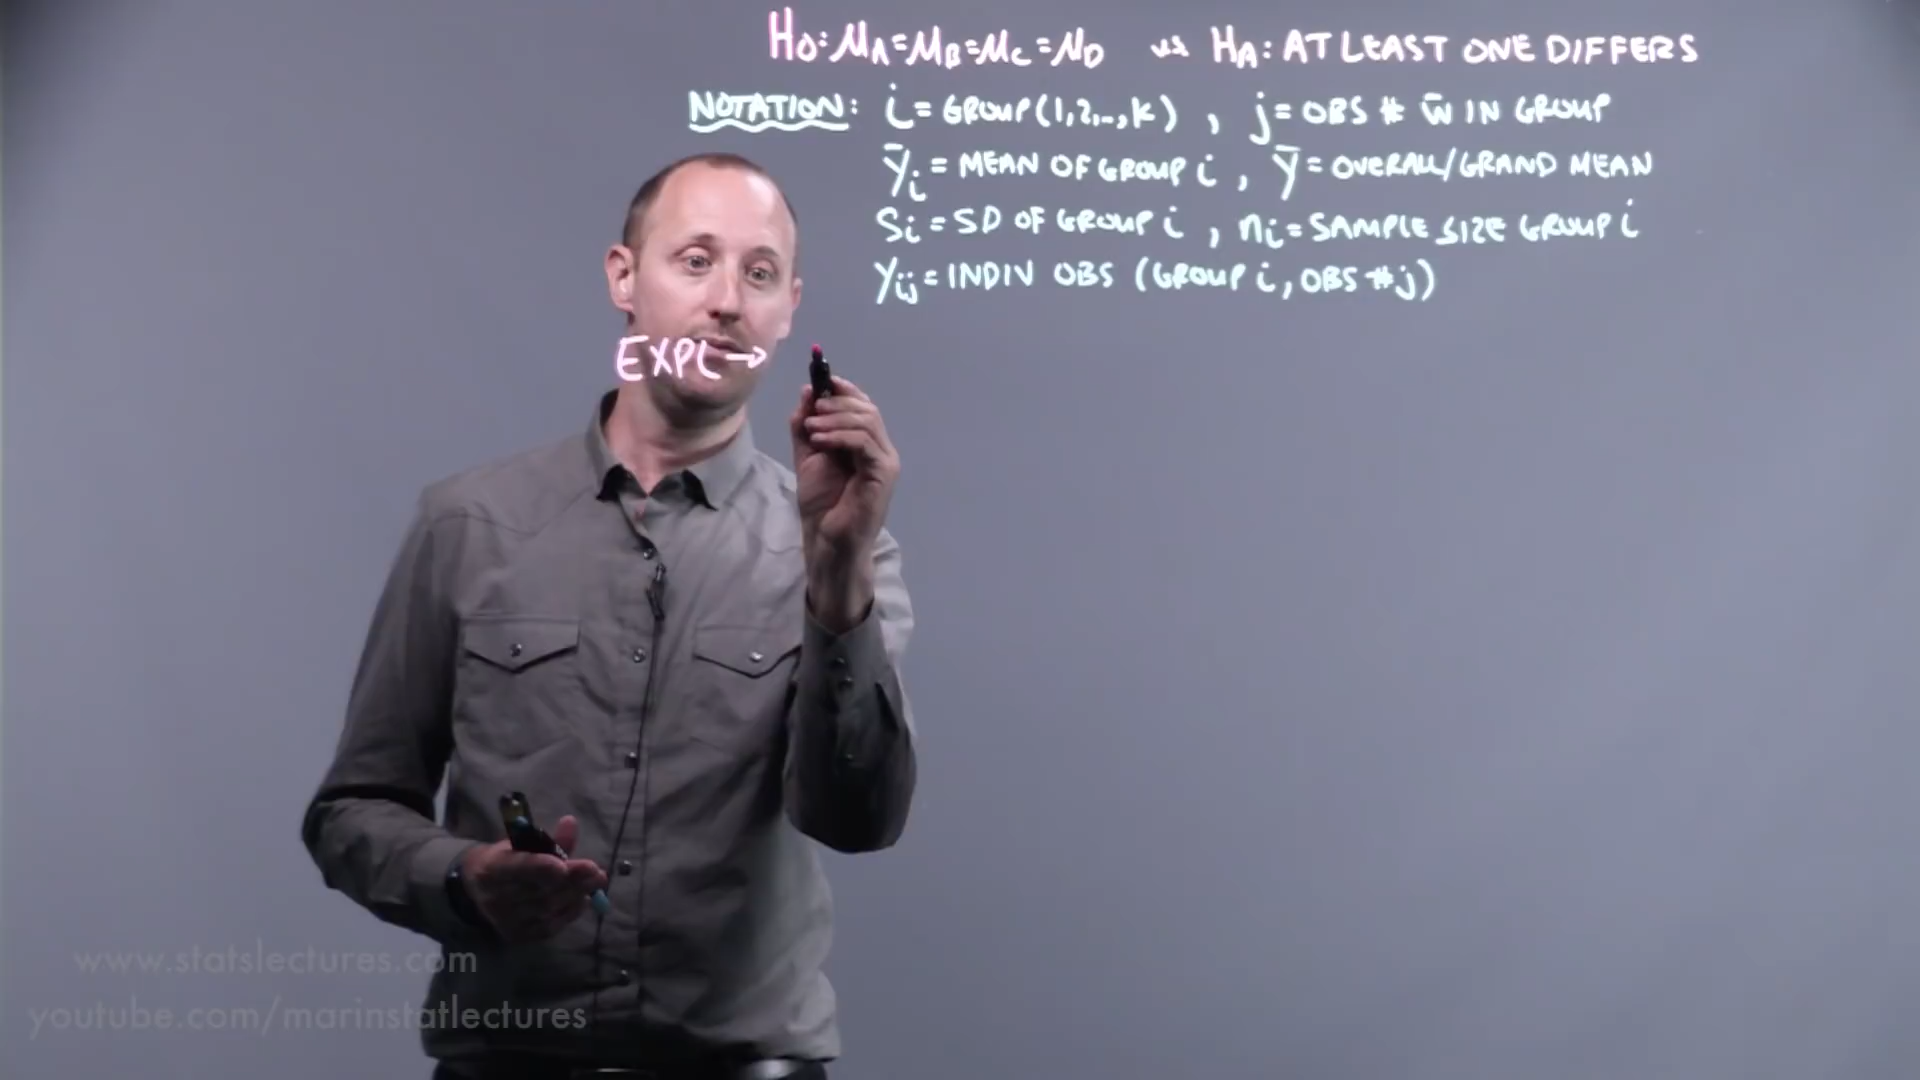 H0: μA=μB=μC=μD vs HA: AT LEAST ONE DIFFERS
NOTATION: i = GROUP (1,2,..,K) , j = OBS # w̄ IN GROUP
ȳi = MEAN OF GROUP i , ȳ = OVERALL/GRAND MEAN
Si = SD OF GROUP i , ni = SAMPLE SIZE GROUP i
Yij = INDIV OBS (GROUP i, OBS #j)
EXPL →
www.statslectures.com
youtube.com/marinstatlectures